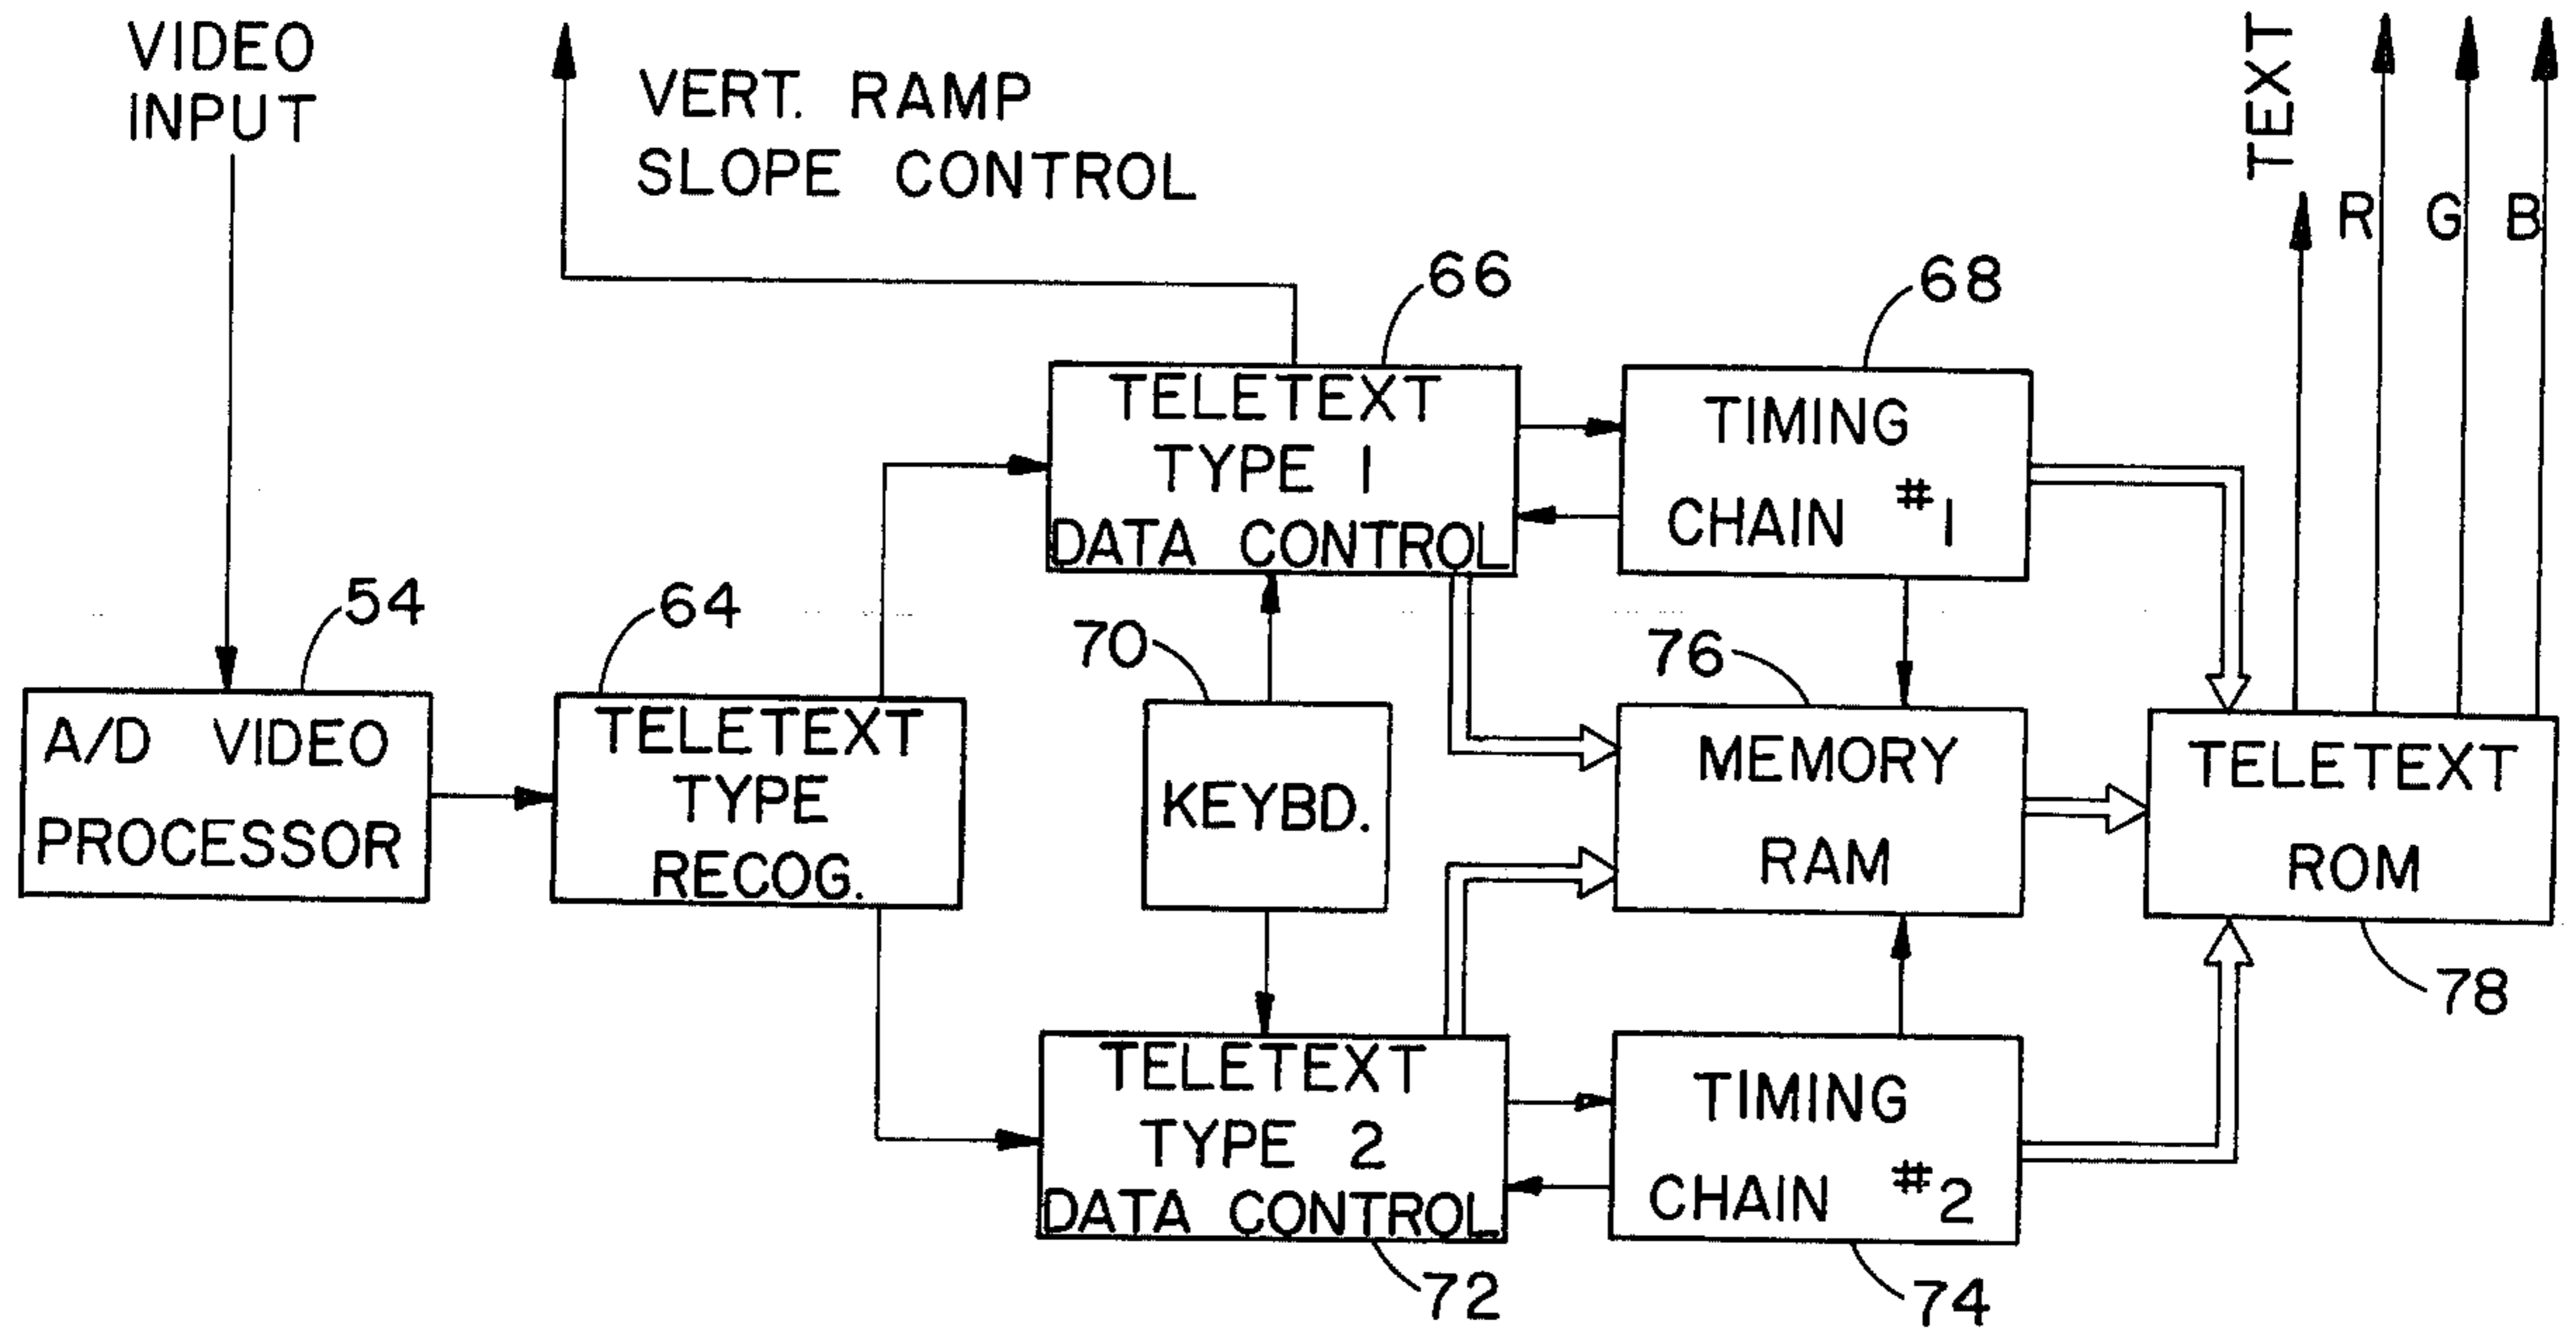 VIDEO
INPUT
VERT. RAMP
SLOPE CONTROL
TEXT
R G B
66
68
TELETEXT
TYPE 1
DATA CONTROL
TIMING
CHAIN #1
54
64
70
76
A/D VIDEO
PROCESSOR
TELETEXT
TYPE
RECOG.
KEYBD.
MEMORY
RAM
TELETEXT
ROM
78
TELETEXT
TYPE 2
DATA CONTROL
TIMING
CHAIN #2
72
74